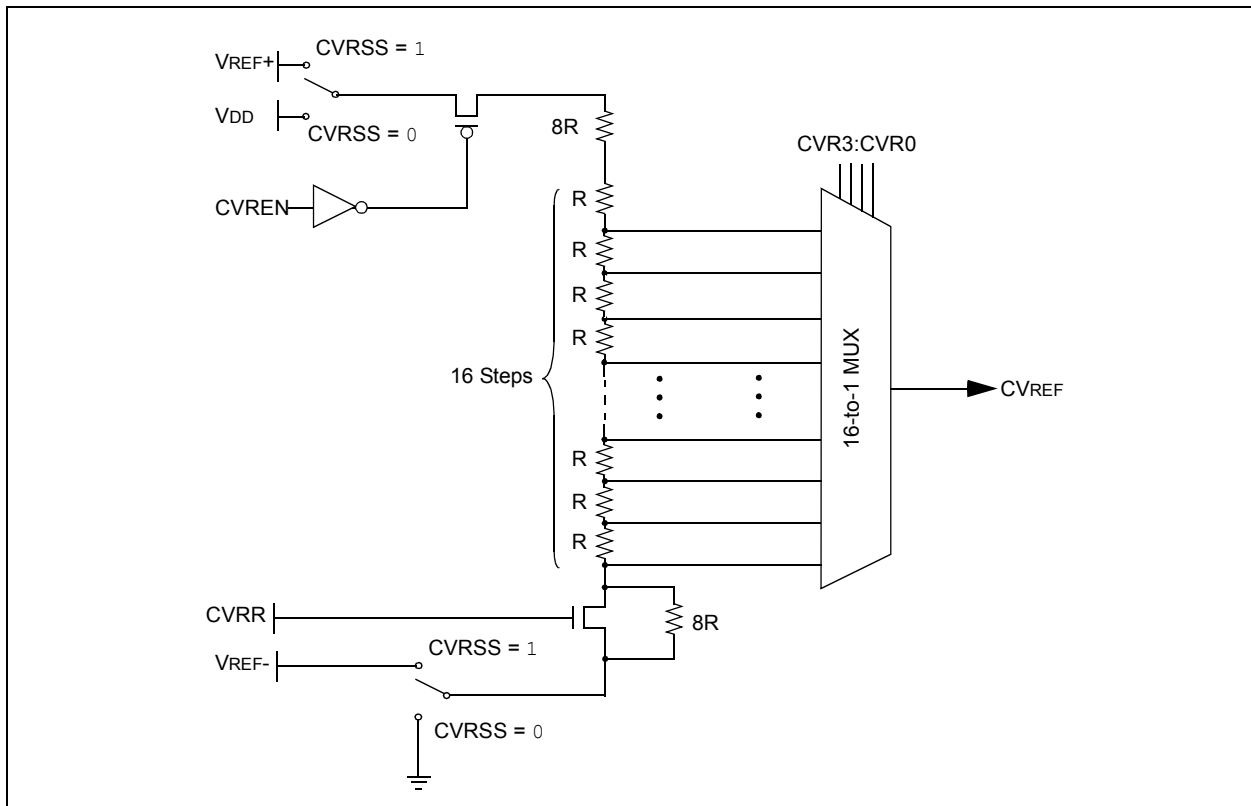 CVRSS = 1
VREF+
VDD
CVRSS = 0
8R
CVR3:CVR0
CVREN
R
R
R
R
16 Steps
16-to-1 MUX
CVREF
R
R
R
CVRR
8R
CVRSS = 1
VREF-
CVRSS = 0